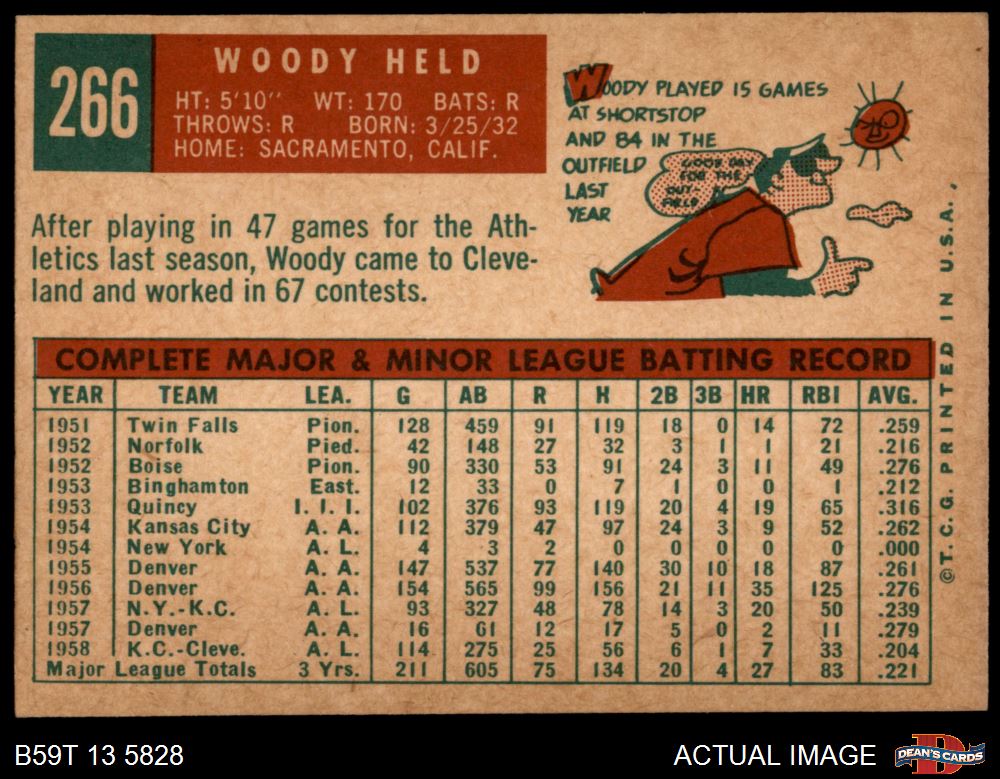 266
WOODY HELD
HT: 5'10" WT: 170 BATS: R
THROWS: R BORN: 3/25/32
HOME: SACRAMENTO, CALIF.
WOODY PLAYED 15 GAMES
AT SHORTSTOP
AND 84 IN THE
OUTFIELD
LAST
YEAR
GOOD DAY
FOR THE
OUT
FIELD
After playing in 47 games for the Ath-
letics last season, Woody came to Cleve-
land and worked in 67 contests.
COMPLETE MAJOR & MINOR LEAGUE BATTING RECORD
YEAR TEAM LEA. G AB R H 2B 3B HR RBI AVG.
1951 Twin Falls Pion. 128 459 91 119 18 0 14 72 .259
1952 Norfolk Pied. 42 148 27 32 3 1 1 21 .216
1952 Boise Pion. 90 330 53 91 24 3 11 49 .276
1953 Binghamton East. 12 33 0 7 1 0 0 1 .212
1953 Quincy I. I. I. 102 376 93 119 20 4 19 65 .316
1954 Kansas City A. A. 112 379 47 97 24 3 9 52 .262
1954 New York A. L. 4 3 2 0 0 0 0 0 .000
1955 Denver A. A. 147 537 77 140 30 10 18 87 .261
1956 Denver A. A. 154 565 99 156 21 11 35 125 .276
1957 N.Y.-K.C. A. L. 93 327 48 78 14 3 20 50 .239
1957 Denver A. A. 16 61 12 17 5 0 2 11 .279
1958 K.C.-Cleve. A. L. 114 275 25 56 6 1 7 33 .204
Major League Totals 3 Yrs. 211 605 75 134 20 4 27 83 .221
©T. C. G. PRINTED IN U.S.A.
B59T 13 5828
ACTUAL IMAGE
D
DEAN'S CARDS